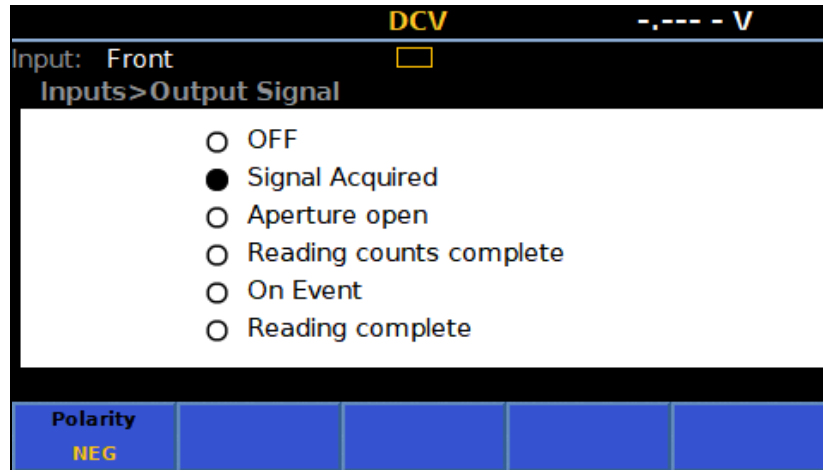 DCV -.--- - V
Input: Front
Inputs>Output Signal
OFF
Signal Acquired
Aperture open
Reading counts complete
On Event
Reading complete
Polarity
NEG